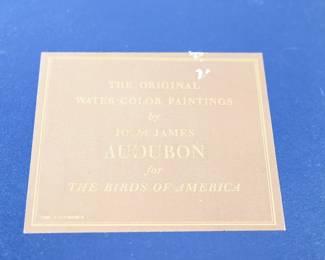 THE ORIGINAL
WATER-COLOR PAINTINGS
by
JOHN JAMES
AUDUBON
for
THE BIRDS OF AMERICA